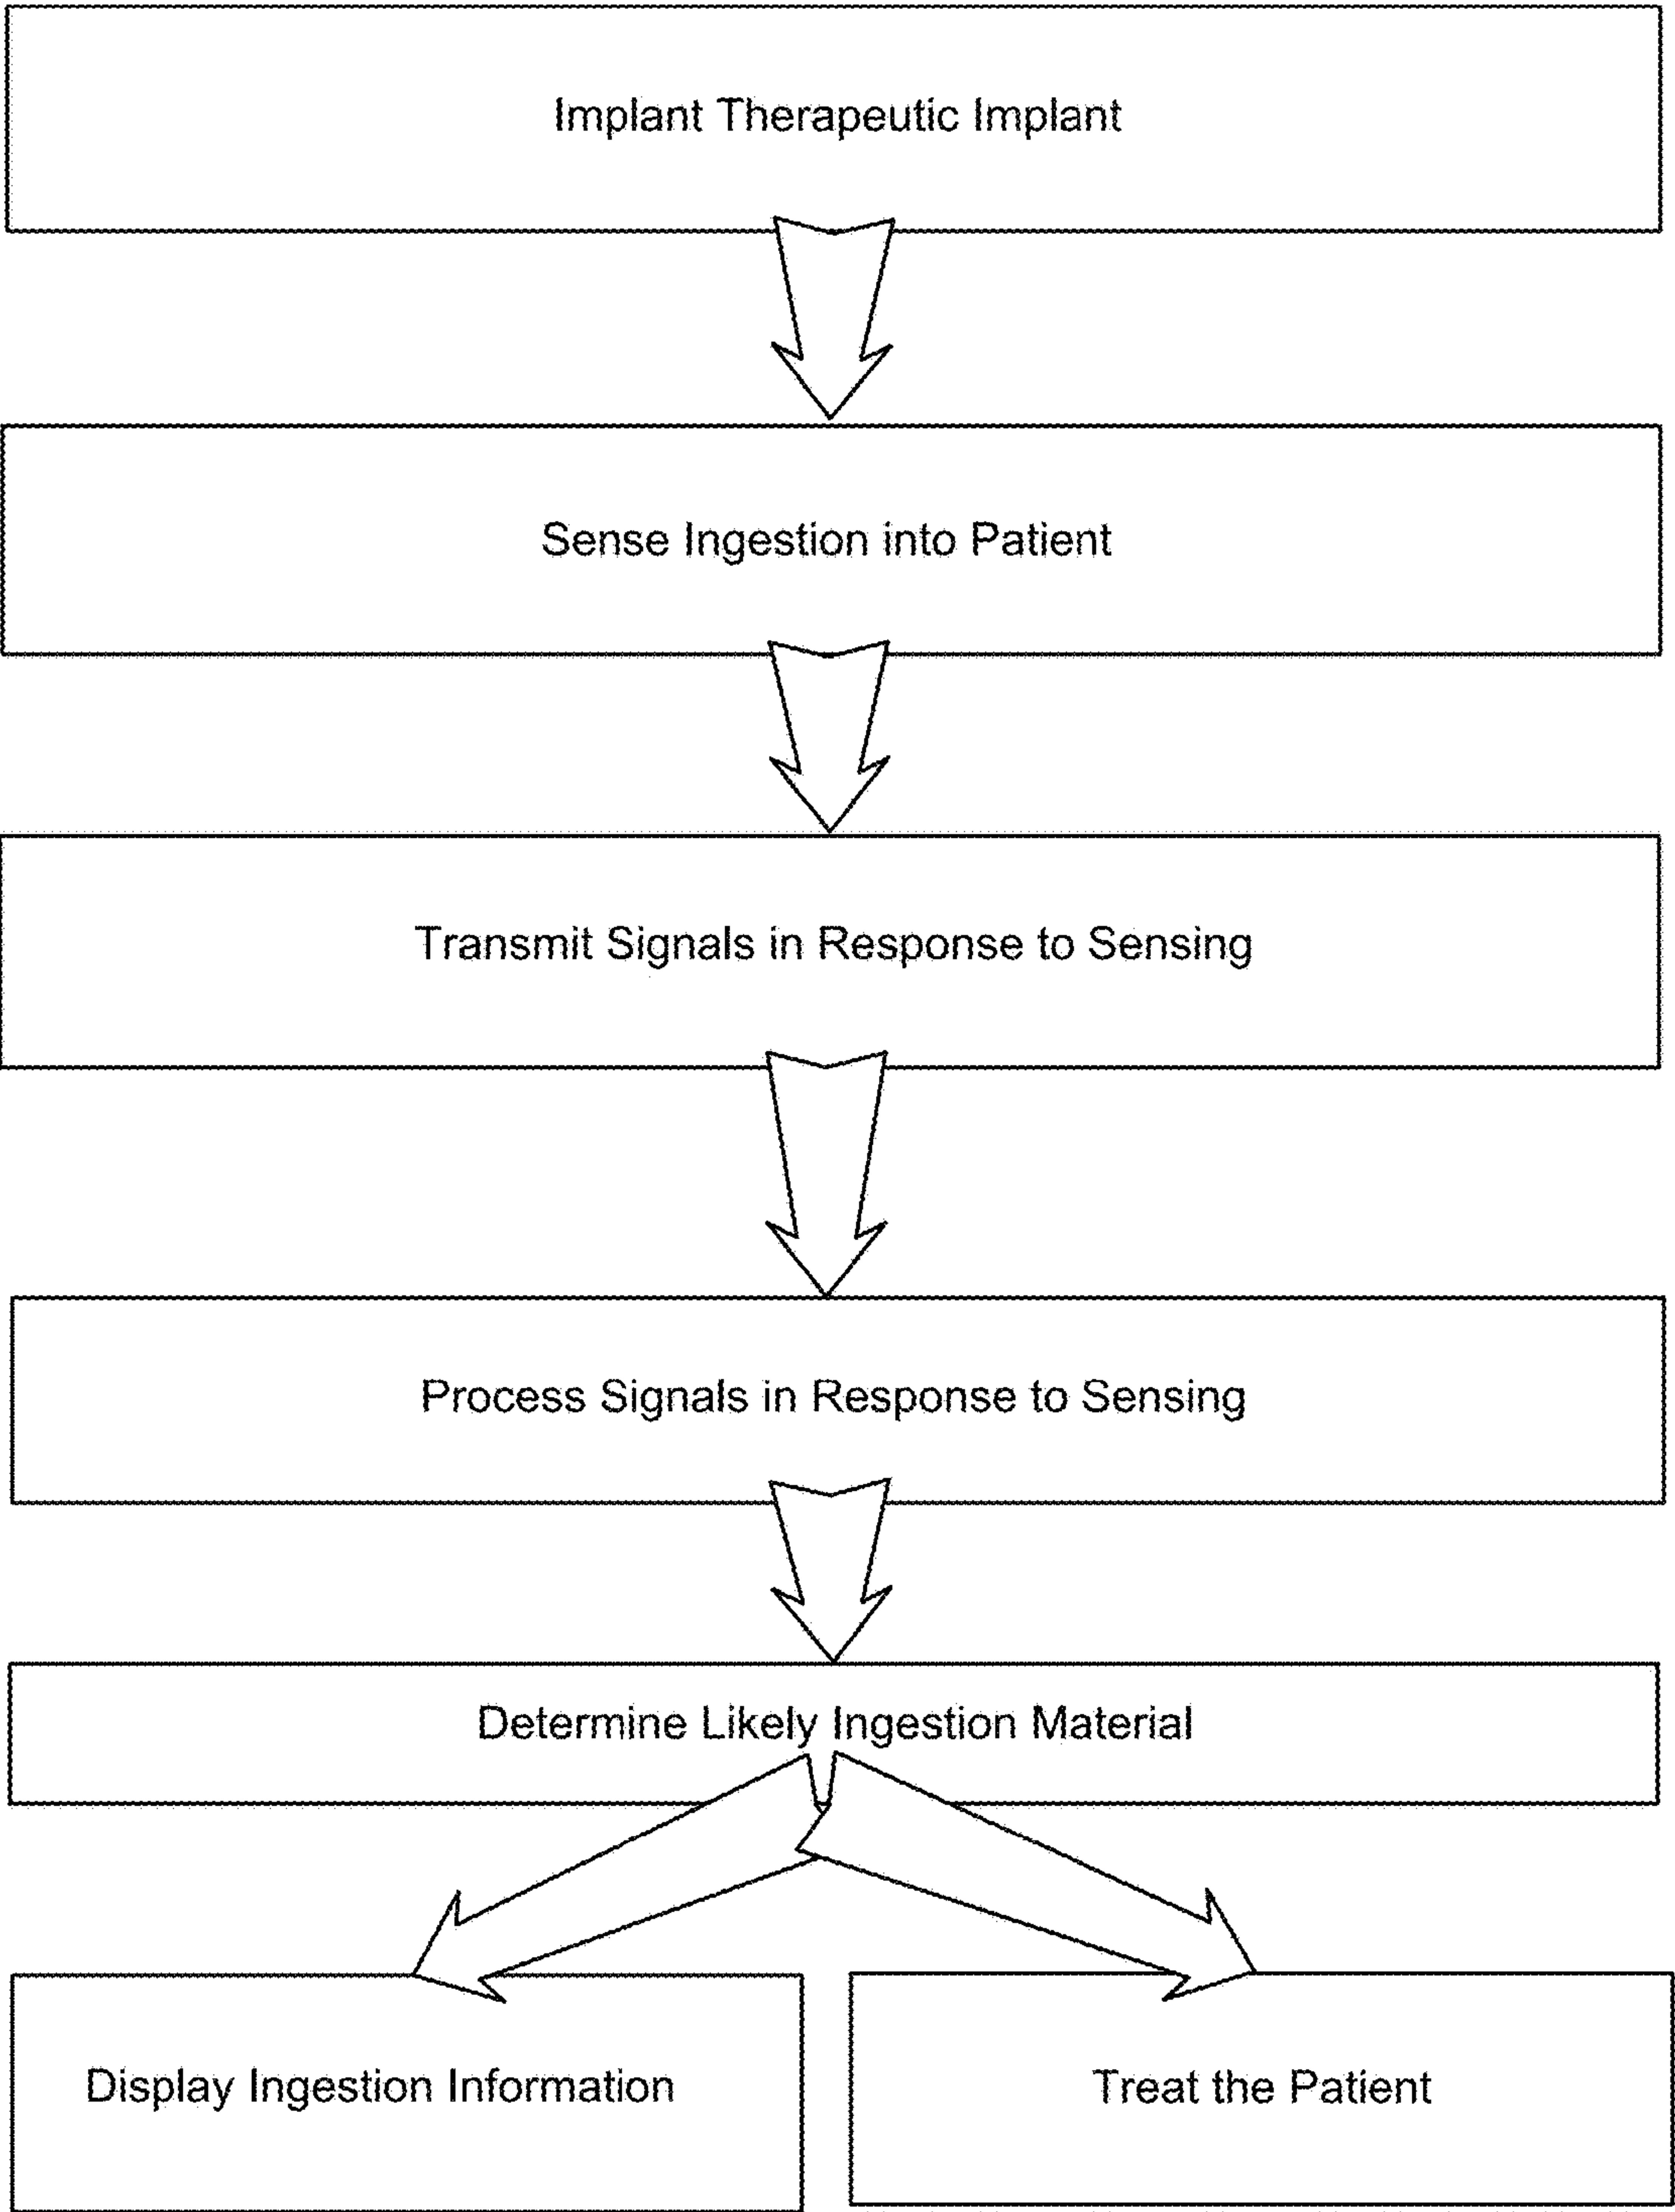 Implant Therapeutic Implant
Sense Ingestion into Patient
Transmit Signals in Response to Sensing
Process Signals in Response to Sensing
Determine Likely Ingestion Material
Display Ingestion Information
Treat the Patient